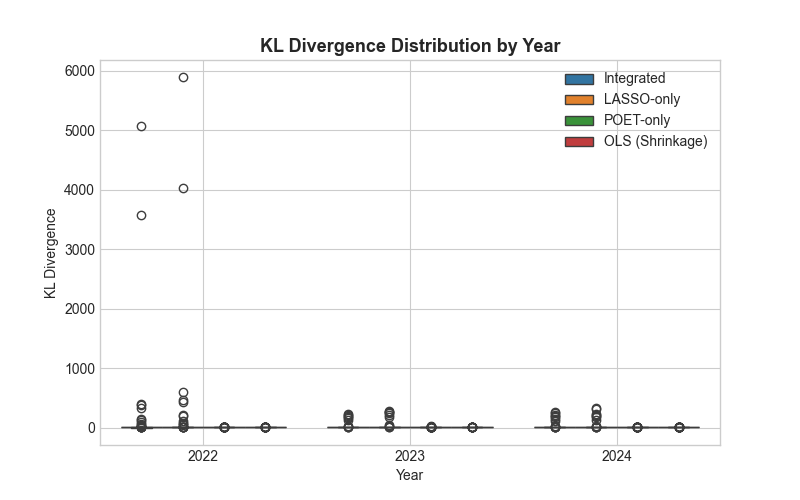 KL Divergence Distribution by Year
Integrated
LASSO-only
POET-only
OLS (Shrinkage)
KL Divergence
6000
5000
4000
3000
2000
1000
0
2022 2023 2024
Year